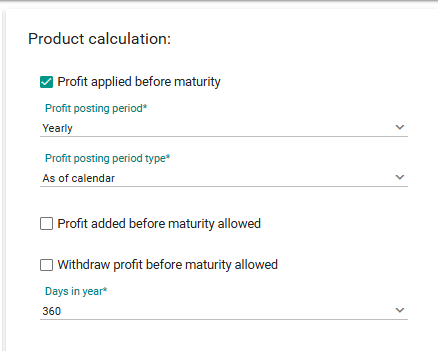 Product calculation:
Profit applied before maturity
Profit posting period*
Yearly
Profit posting period type*
As of calendar
Profit added before maturity allowed
Withdraw profit before maturity allowed
Days in year*
360